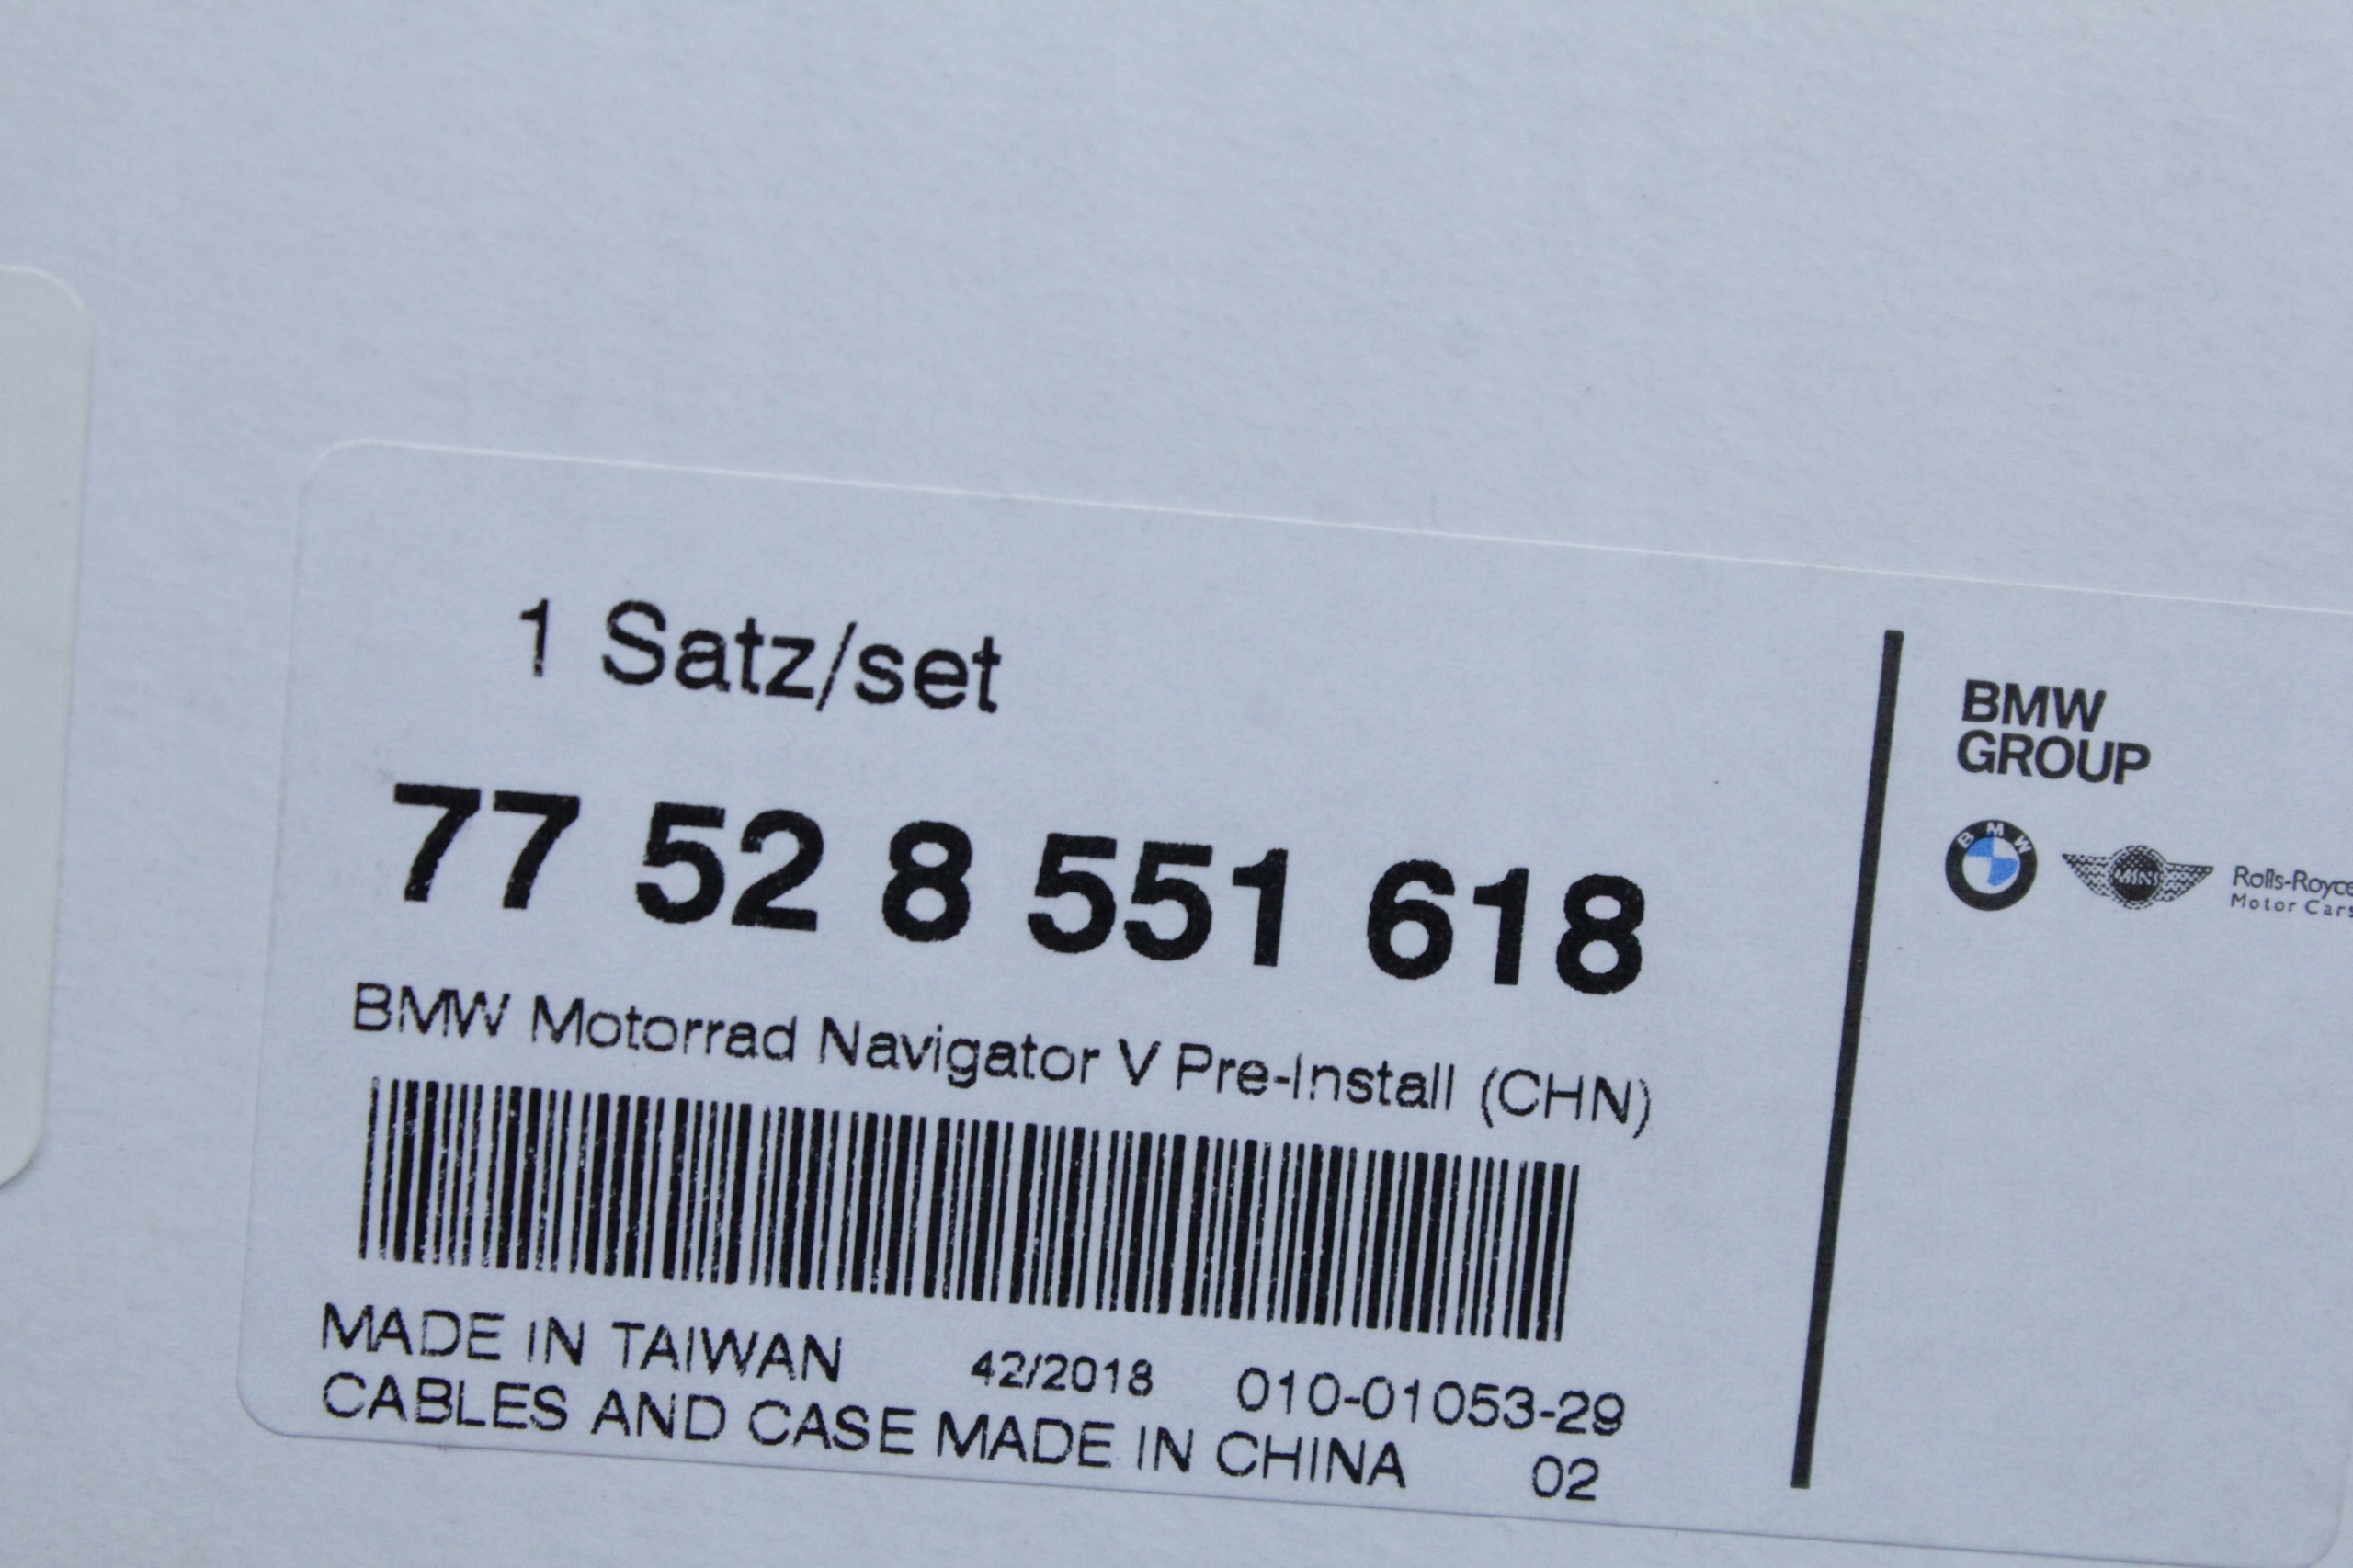 1 Satz/set
77 52 8 551 618
BMW Motorrad Navigator V Pre-Install (CHN)
MADE IN TAIWAN 42/2018 010-01053-29
CABLES AND CASE MADE IN CHINA 02
BMW
GROUP
BMW
MINI
Rolls-Royce
Motor Cars